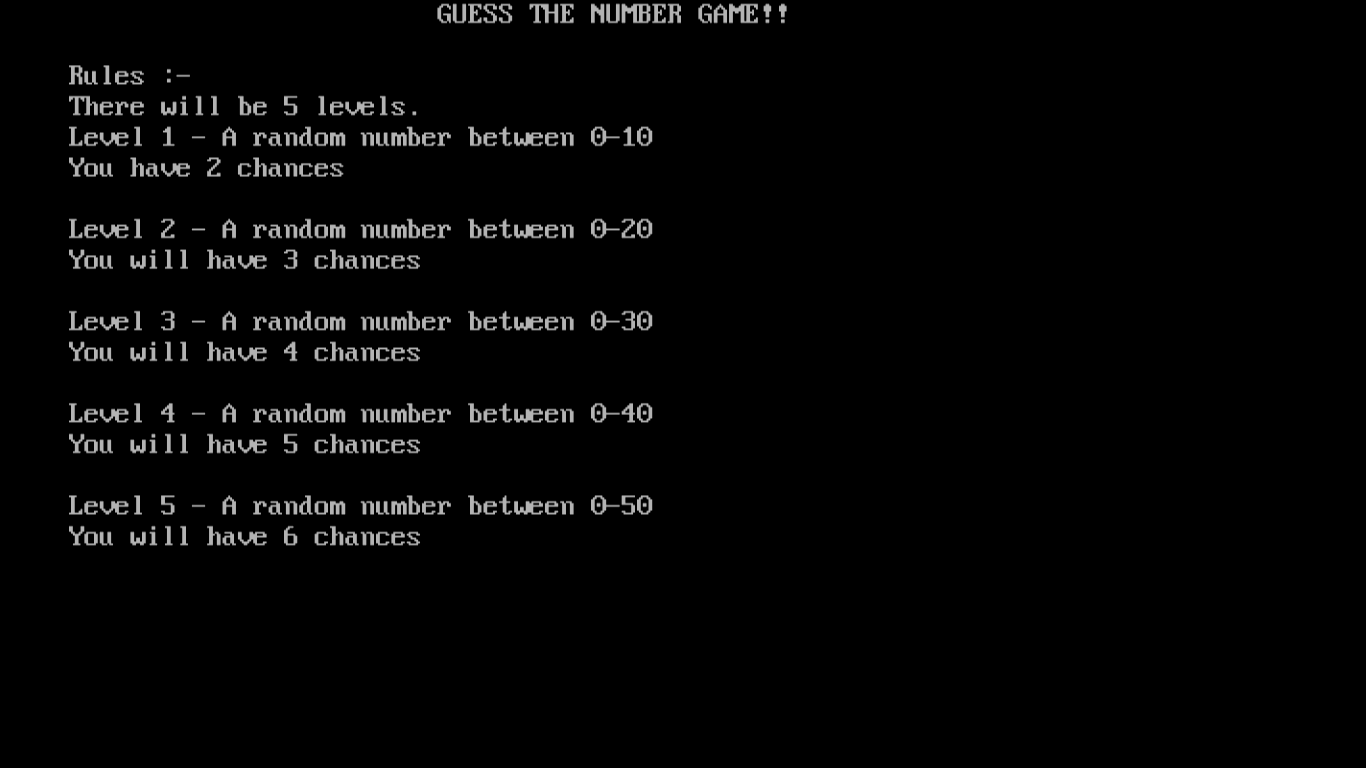 GUESS THE NUMBER GAME!!
Rules :-
There will be 5 levels.
Level 1 - A random number between 0-10
You have 2 chances
Level 2 - A random number between 0-20
You will have 3 chances
Level 3 - A random number between 0-30
You will have 4 chances
Level 4 - A random number between 0-40
You will have 5 chances
Level 5 - A random number between 0-50
You will have 6 chances